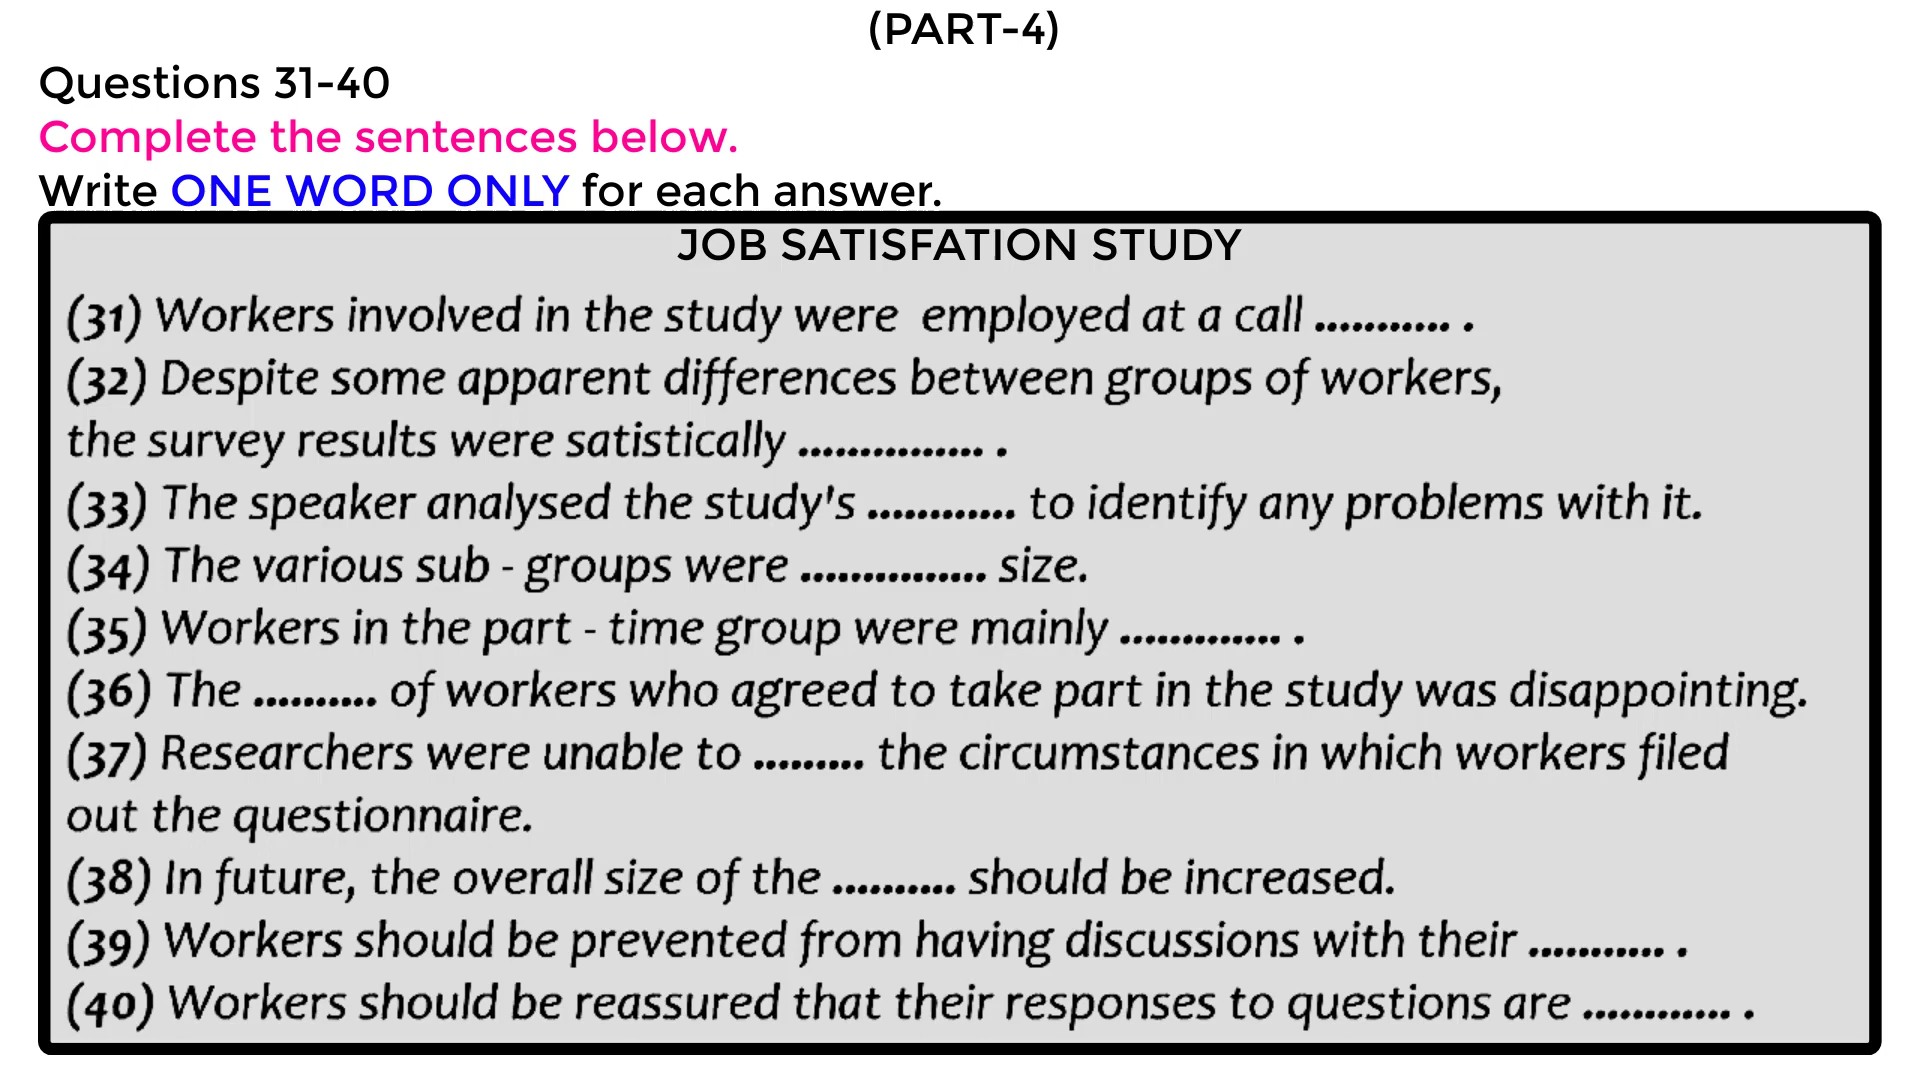 (PART-4)
Questions 31-40
Complete the sentences below.
Write ONE WORD ONLY for each answer.
JOB SATISFATION STUDY
(31) Workers involved in the study were employed at a call ........... .
(32) Despite some apparent differences between groups of workers,
the survey results were satistically ............... .
(33) The speaker analysed the study's ............ to identify any problems with it.
(34) The various sub - groups were ............... size.
(35) Workers in the part - time group were mainly ............. .
(36) The .......... of workers who agreed to take part in the study was disappointing.
(37) Researchers were unable to ......... the circumstances in which workers filed
out the questionnaire.
(38) In future, the overall size of the .......... should be increased.
(39) Workers should be prevented from having discussions with their ........... .
(40) Workers should be reassured that their responses to questions are ............ .